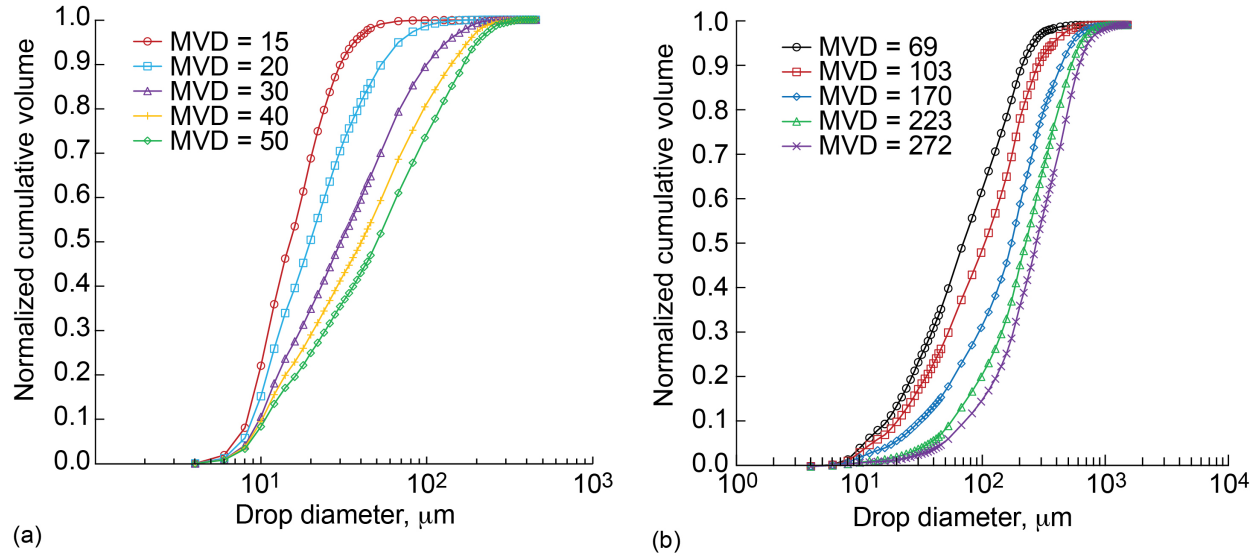 Normalized cumulative volume
1.0
0.9
0.8
0.7
0.6
0.5
0.4
0.3
0.2
0.1
0.0
MVD = 15
MVD = 20
MVD = 30
MVD = 40
MVD = 50
10¹
10²
10³
Drop diameter, μm
(a)
Normalized cumulative volume
1.0
0.9
0.8
0.7
0.6
0.5
0.4
0.3
0.2
0.1
0.0
MVD = 69
MVD = 103
MVD = 170
MVD = 223
MVD = 272
10⁰
10¹
10²
10³
10⁴
Drop diameter, μm
(b)